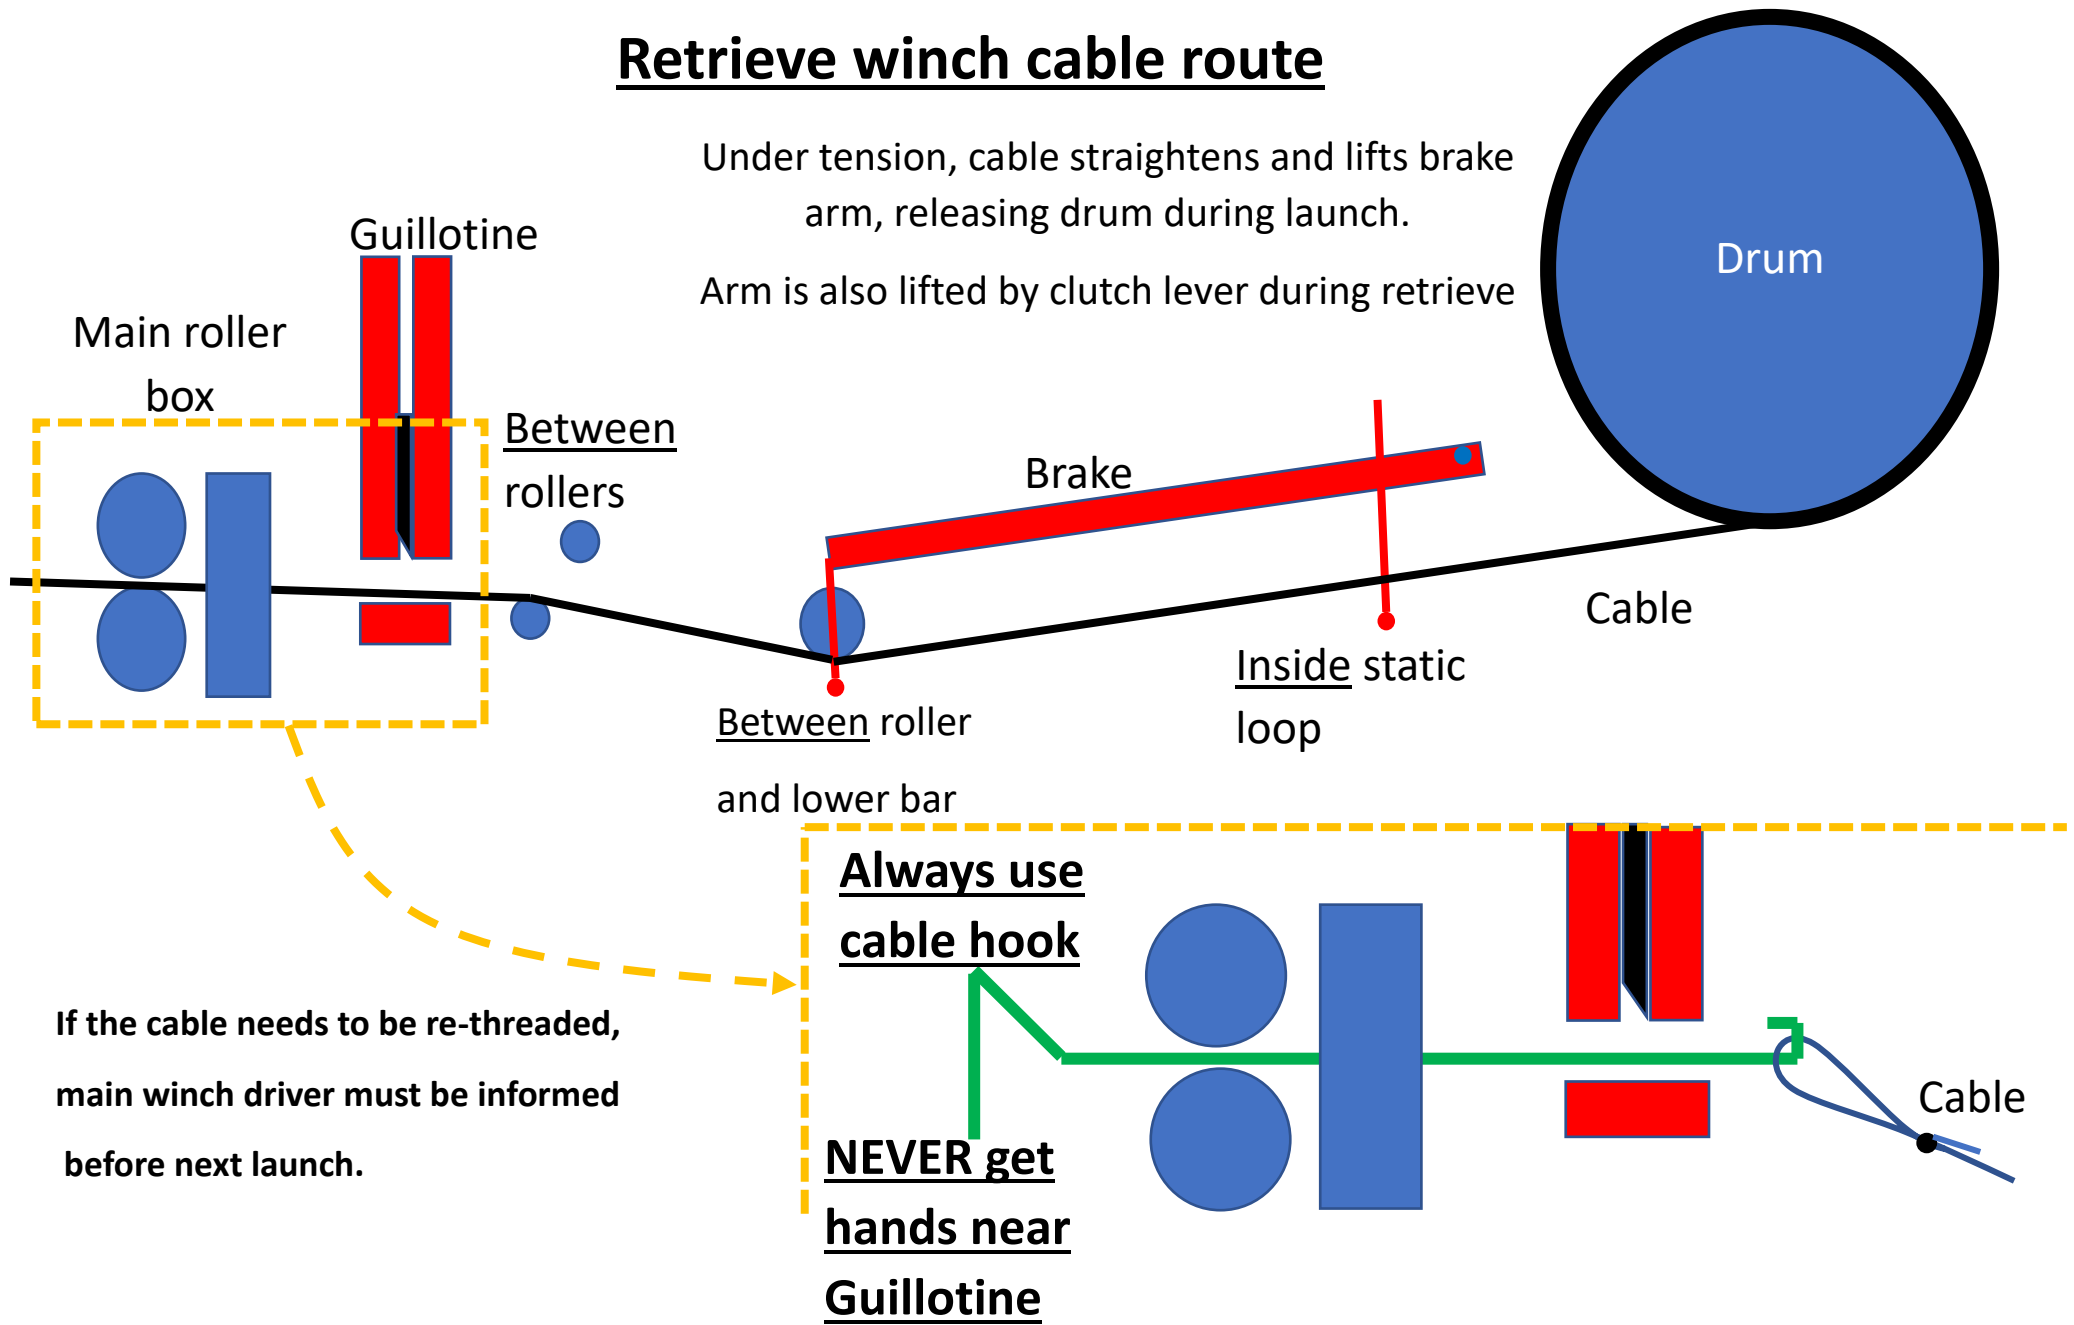 Retrieve winch cable route
Under tension, cable straightens and lifts brake
arm, releasing drum during launch.
Arm is also lifted by clutch lever during retrieve
Drum
Guillotine
Main roller
box
Between
rollers
Brake
Cable
Inside static
loop
Between roller
and lower bar
Always use
cable hook
If the cable needs to be re-threaded,
main winch driver must be informed
before next launch.
Cable
NEVER get
hands near
Guillotine